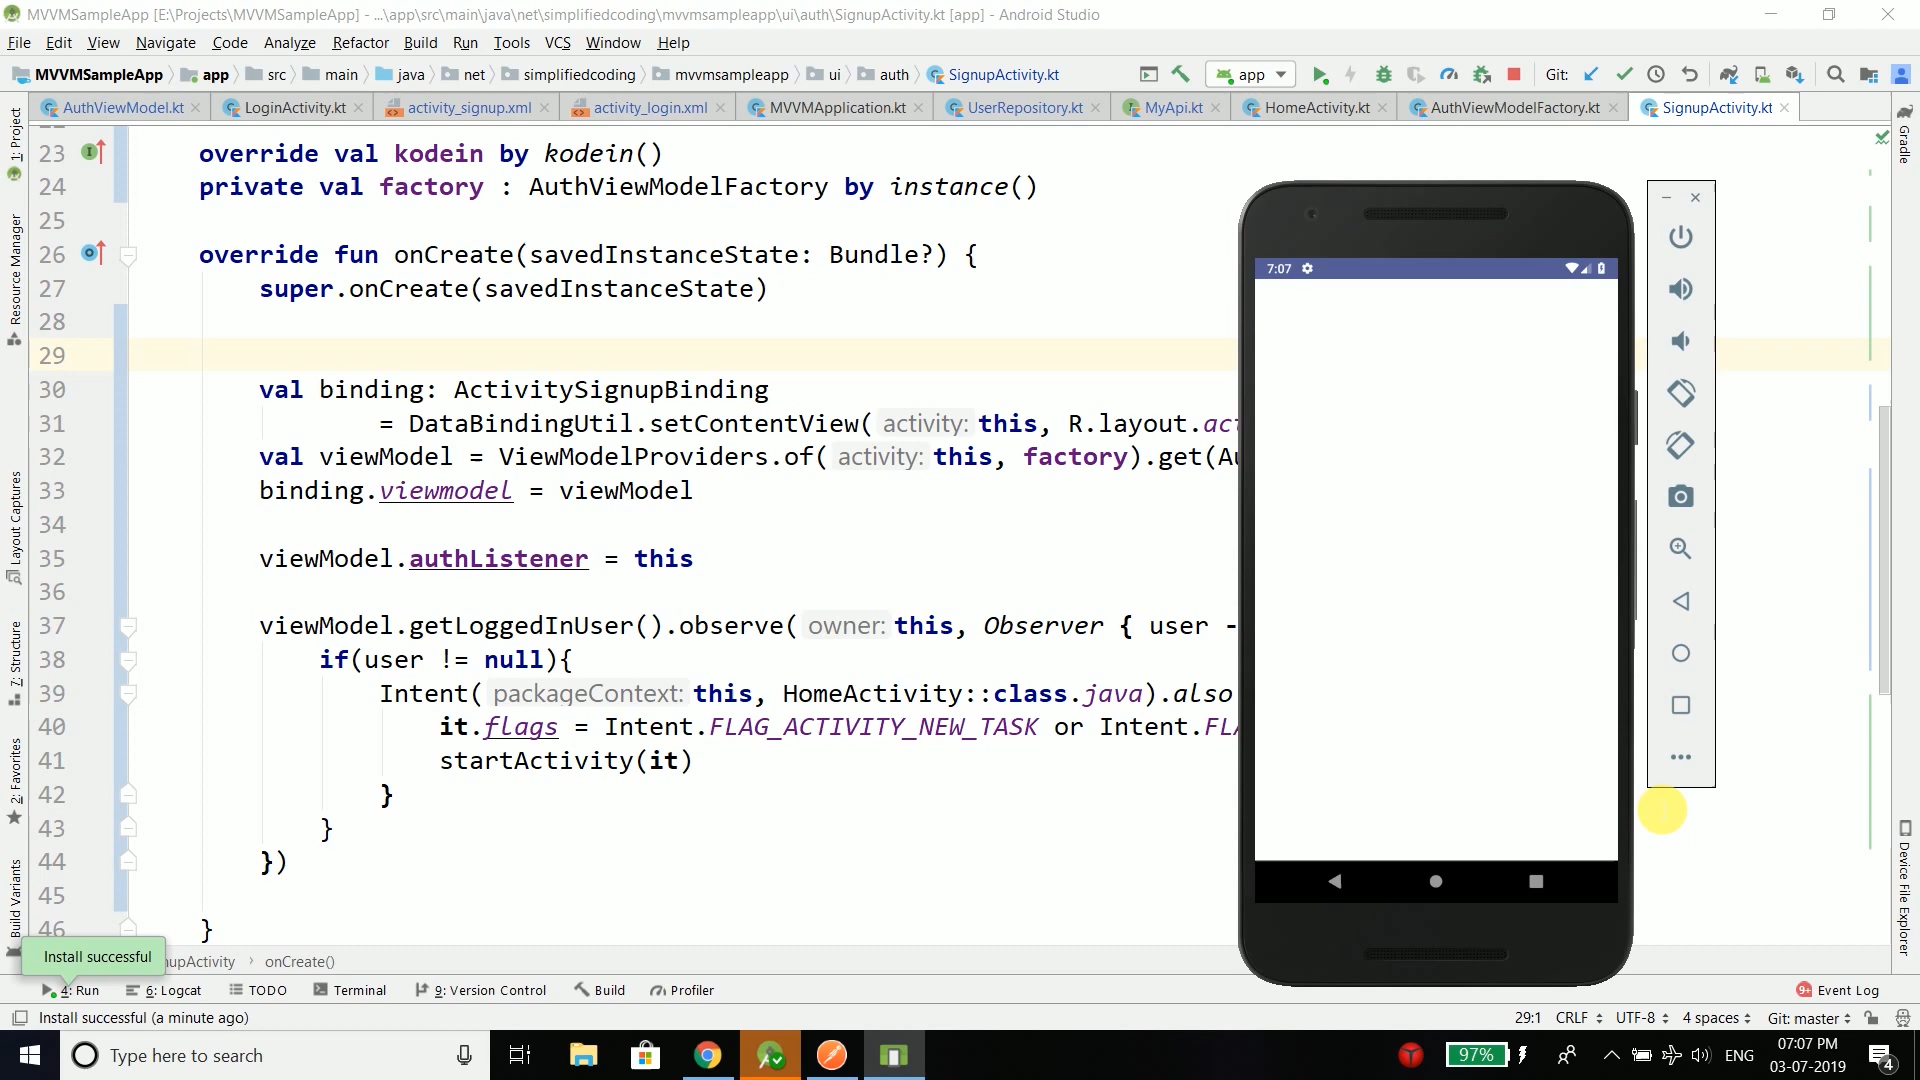 MVVMSampleApp [E:\Projects\MVVMSampleApp] - ...\app\src\main\java\net\simplifiedcoding\mvvmsampleapp\ui\auth\SignupActivity.kt [app] - Android Studio
File Edit View Navigate Code Analyze Refactor Build Run Tools VCS Window Help
MVVMSampleApp app src main java net simplifiedcoding mvvmsampleapp ui auth SignupActivity.kt app Git:
AuthViewModel.kt LoginActivity.kt activity_signup.xml activity_login.xml MVVMApplication.kt UserRepository.kt MyApi.kt HomeActivity.kt AuthViewModelFactory.kt SignupActivity.kt
1: Project
Resource Manager
Layout Captures
7: Structure
2: Favorites
Build Variants
23 override val kodein by kodein()
24 private val factory : AuthViewModelFactory by instance()
25
26 override fun onCreate(savedInstanceState: Bundle?) {
27 super.onCreate(savedInstanceState)
28
29
30 val binding: ActivitySignupBinding
31 = DataBindingUtil.setContentView( activity: this, R.layout.act
32 val viewModel = ViewModelProviders.of( activity: this, factory).get(Au
33 binding.viewmodel = viewModel
34
35 viewModel.authListener = this
36
37 viewModel.getLoggedInUser().observe( owner: this, Observer { user -
38 if(user != null){
39 Intent( packageContext: this, HomeActivity::class.java).also
40 it.flags = Intent.FLAG_ACTIVITY_NEW_TASK or Intent.FLA
41 startActivity(it)
42 }
43 }
44 })
45
46 }
7:07
Gradle
Device File Explorer
Install successful
nupActivity › onCreate()
4: Run 6: Logcat TODO Terminal 9: Version Control Build Profiler 9+ Event Log
Install successful (a minute ago) 29:1 CRLF UTF-8 4 spaces Git: master
Type here to search 97% ENG 07:07 PM
03-07-2019 4